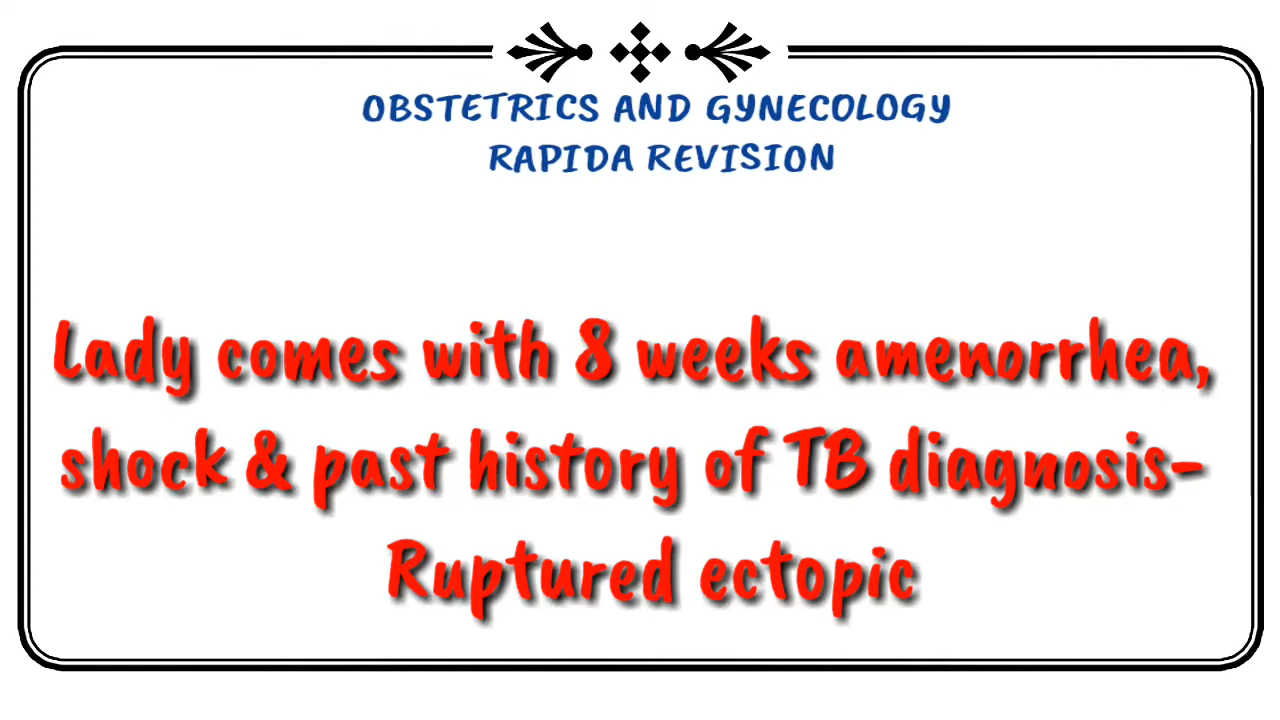 OBSTETRICS AND GYNECOLOGY
RAPIDA REVISION
Lady comes with 8 weeks amenorrhea,
shock & past history of TB diagnosis-
Ruptured ectopic